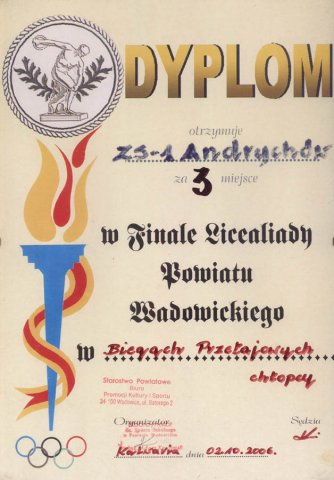 DYPLOM
otrzymuje
ZS-1 Andrychów
za 3 miejsce
w Finale Licealiady
Powiatu
Wadowickiego
w Biegach Przełajowych
chłopcy
Starostwo Powiatowe
Biuro
Promocji Kultury i Sportu
34-100 Wadowice, ul. Batorego 2
Organizator Sędzia
Kalwaria dnia 02.10.2006.